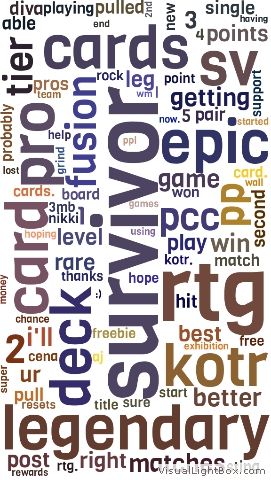 diva playing pulled 2nd new 3 single having
able end 4 points
cards
tier pros team rock leg wm l point sv support
fusion getting
probably pro now. 5 pair started
help ppl epic
lost grind card. wall
cards. board game won pp second
3mb. nikki games
card hoping level using pcc
survivor play win
rare kotr. match
thanks hope rtg
money deck :) hit
chance freebie best free
2 i'll exhibition
cena aj kotr
super ur
pull start better
resets title sure
legendary
post rtg. right matches
rewards
www.VisualLightBox.com